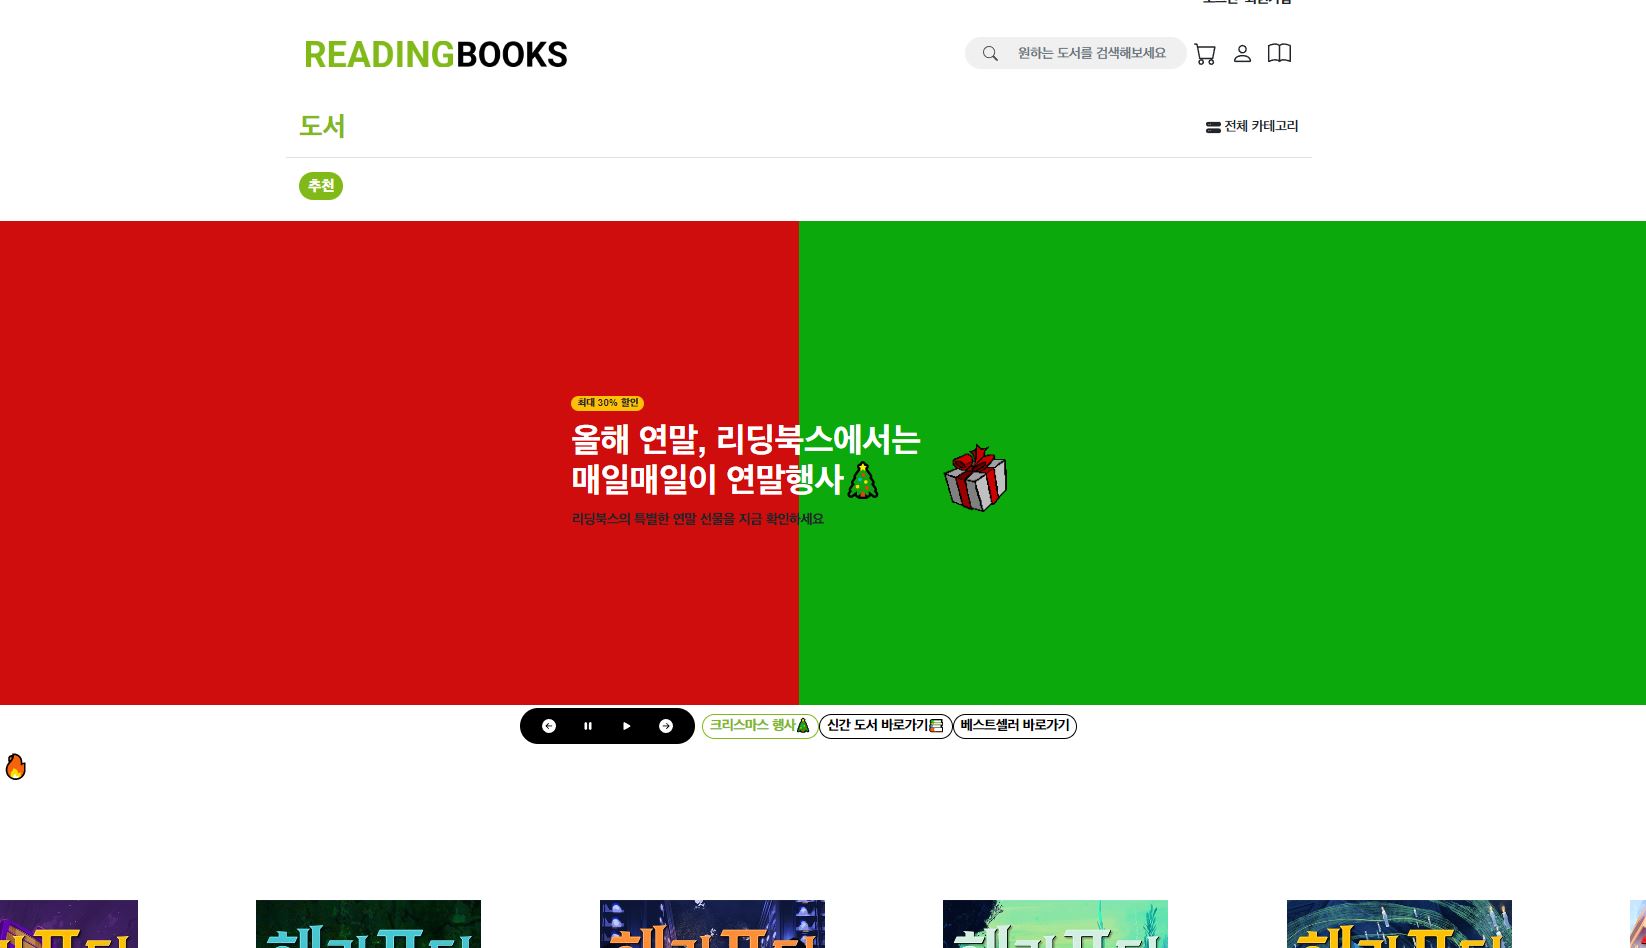 READINGBOOKS
원하는 도서를 검색해보세요
도서
전체 카테고리
추천
최대 30% 할인
올해 연말, 리딩북스에서는
매일매일이 연말행사
리딩북스의 특별한 연말 선물을 지금 확인하세요
크리스마스 행사 신간 도서 바로가기 베스트셀러 바로가기